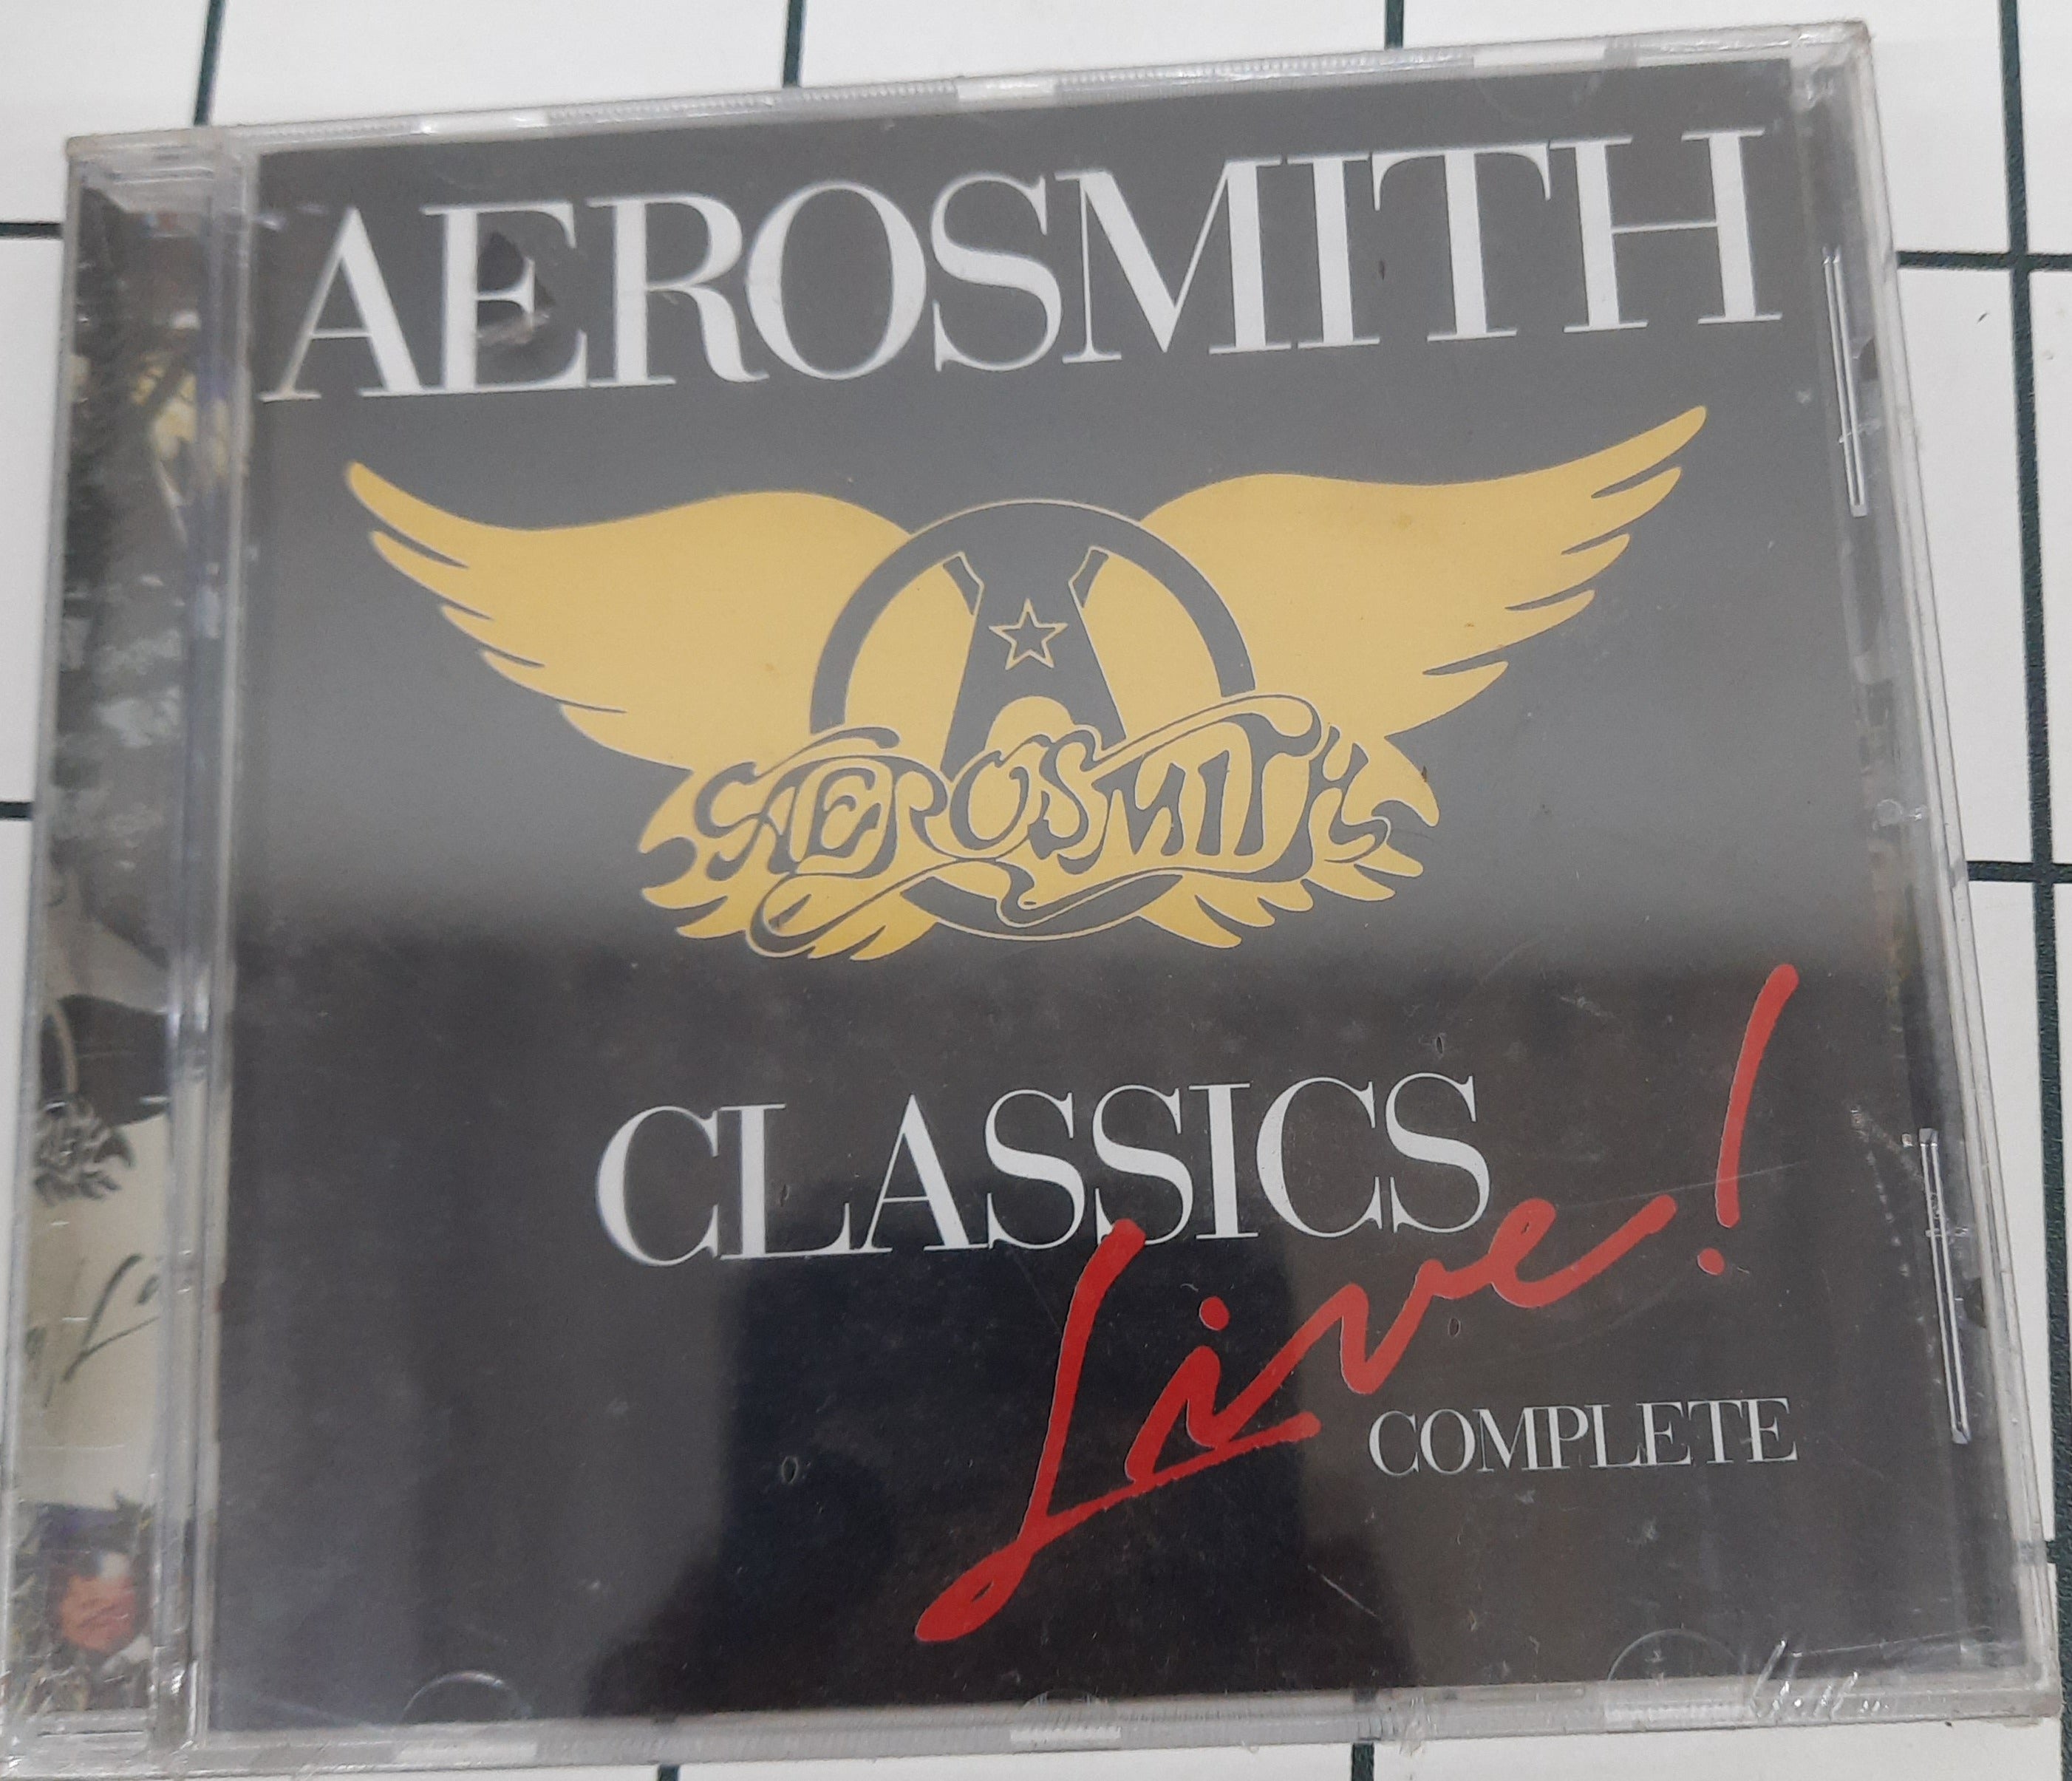 AEROSMITH
AEROSMITH
CLASSICS
Live!
COMPLETE